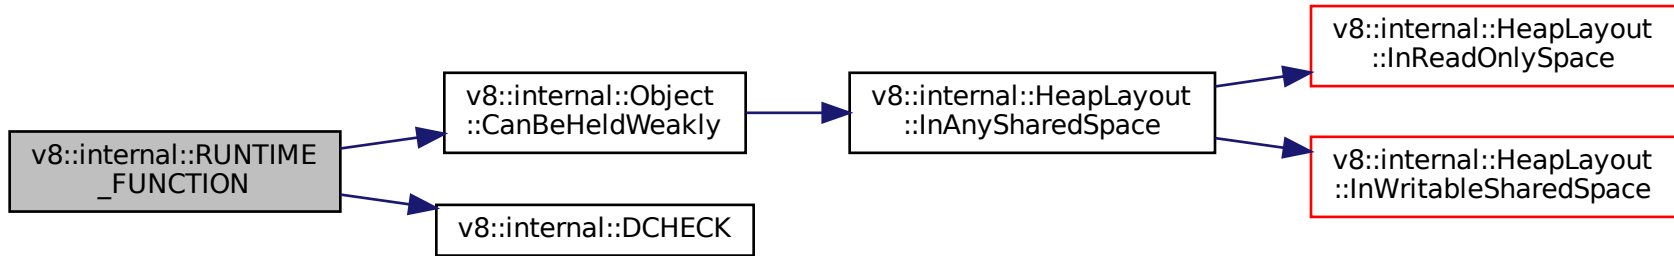 v8::internal::RUNTIME
_FUNCTION
v8::internal::Object
::CanBeHeldWeakly
v8::internal::DCHECK
v8::internal::HeapLayout
::InAnySharedSpace
v8::internal::HeapLayout
::InReadOnlySpace
v8::internal::HeapLayout
::InWritableSharedSpace